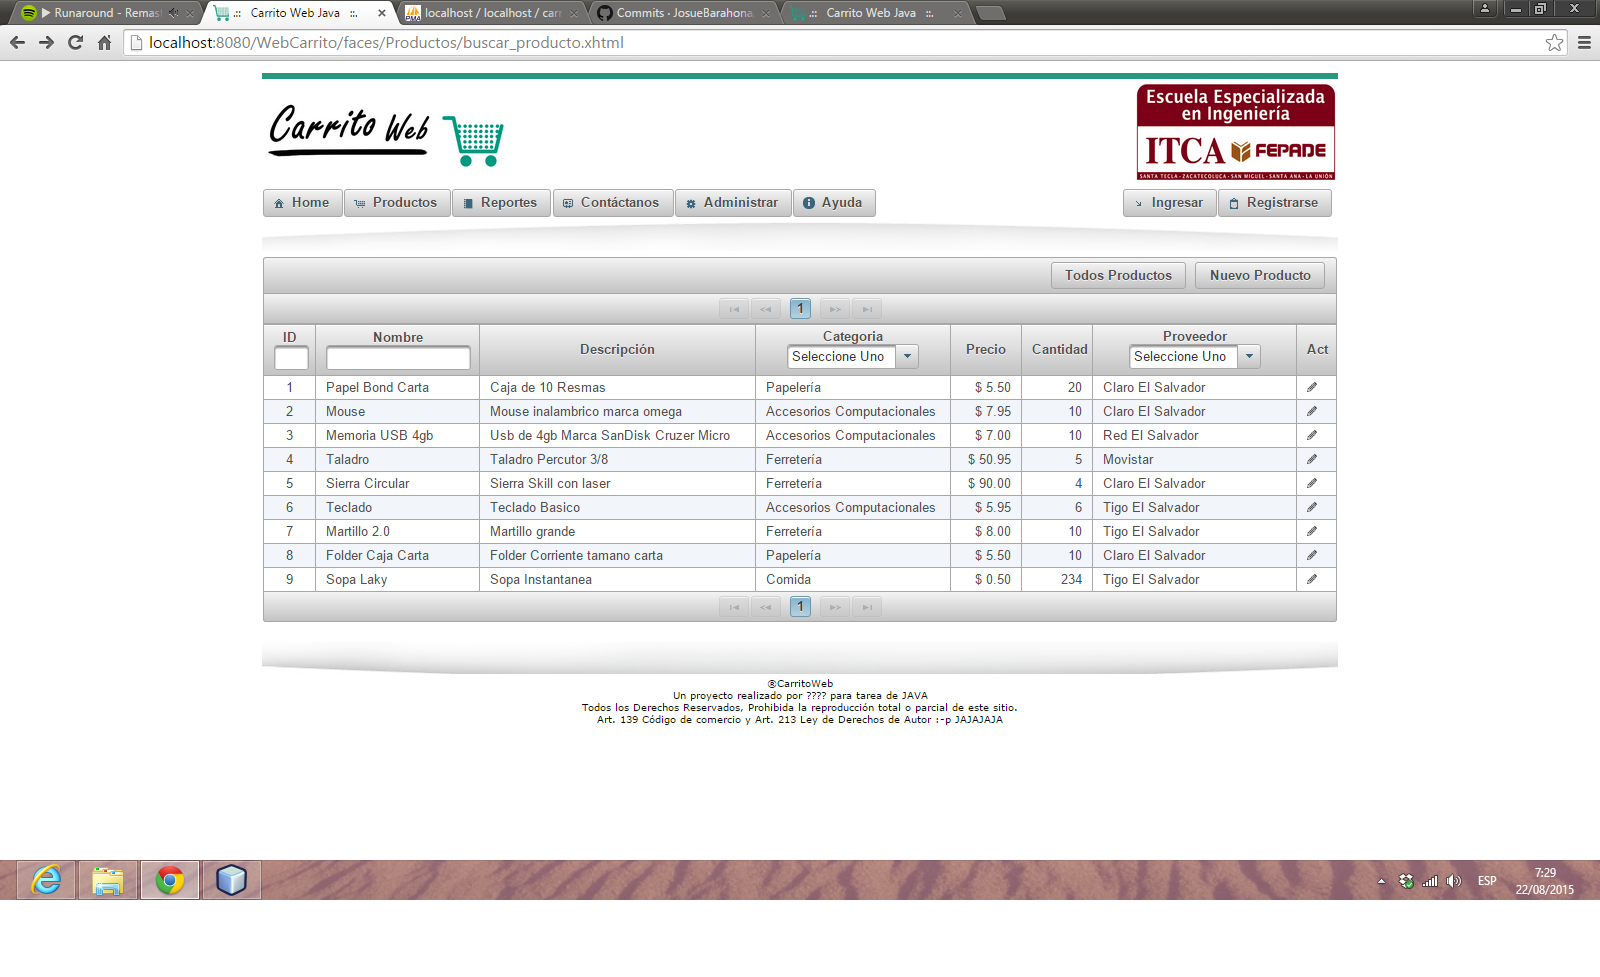 Runaround - Remas
.:: Carrito Web Java ::.
localhost / localhost / carr
Commits · JosueBarahona
.:: Carrito Web Java ::.
localhost:8080/WebCarrito/faces/Productos/buscar_producto.xhtml
Carrito Web
Escuela Especializada
en Ingeniería
ITCA FEPADE
SANTA TECLA - ZACATECOLUCA - SAN MIGUEL - SANTA ANA - LA UNIÓN
Home Productos Reportes Contáctanos Administrar Ayuda Ingresar Registrarse
Todos Productos Nuevo Producto
1
ID Nombre Descripción Categoria Precio Cantidad Proveedor Act
Seleccione Uno Seleccione Uno
1 Papel Bond Carta Caja de 10 Resmas Papelería $ 5.50 20 Claro El Salvador
2 Mouse Mouse inalambrico marca omega Accesorios Computacionales $ 7.95 10 Claro El Salvador
3 Memoria USB 4gb Usb de 4gb Marca SanDisk Cruzer Micro Accesorios Computacionales $ 7.00 10 Red El Salvador
4 Taladro Taladro Percutor 3/8 Ferretería $ 50.95 5 Movistar
5 Sierra Circular Sierra Skill con laser Ferretería $ 90.00 4 Claro El Salvador
6 Teclado Teclado Basico Accesorios Computacionales $ 5.95 6 Tigo El Salvador
7 Martillo 2.0 Martillo grande Ferretería $ 8.00 10 Tigo El Salvador
8 Folder Caja Carta Folder Corriente tamano carta Papelería $ 5.50 10 Claro El Salvador
9 Sopa Laky Sopa Instantanea Comida $ 0.50 234 Tigo El Salvador
1
®CarritoWeb
Un proyecto realizado por ???? para tarea de JAVA
Todos los Derechos Reservados, Prohibida la reproducción total o parcial de este sitio.
Art. 139 Código de comercio y Art. 213 Ley de Derechos de Autor :-p JAJAJAJA
ESP
7:29
22/08/2015